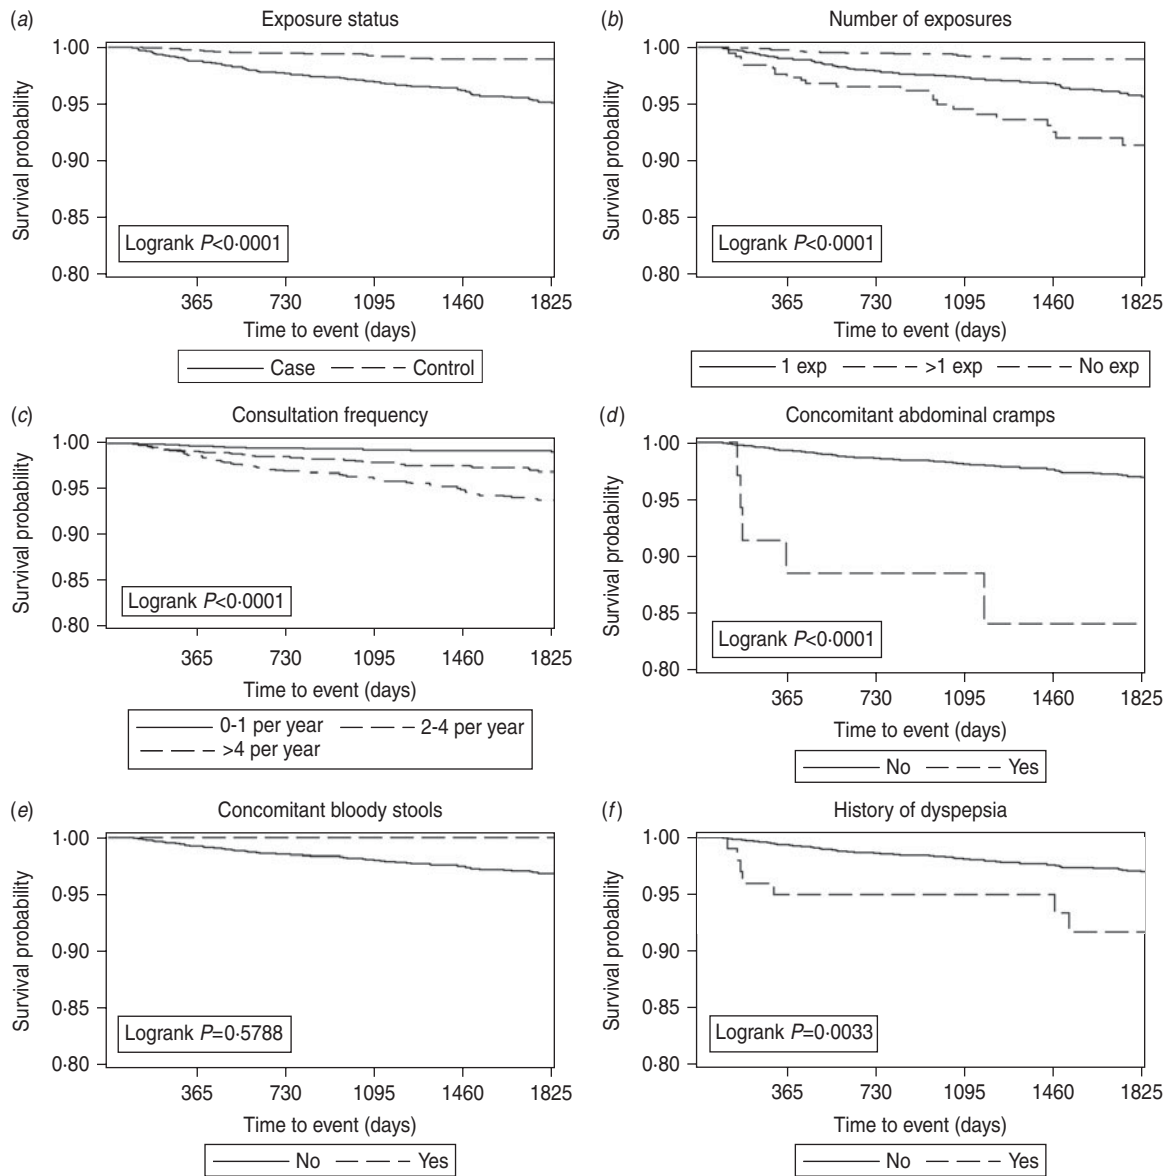 (a) Exposure status
1·00
0·95
0·90
0·85
0·80
Survival probability
Logrank P<0·0001
365 730 1095 1460 1825
Time to event (days)
Case Control
(b) Number of exposures
1·00
0·95
0·90
0·85
0·80
Survival probability
Logrank P<0·0001
365 730 1095 1460 1825
Time to event (days)
1 exp >1 exp No exp
(c) Consultation frequency
1·00
0·95
0·90
0·85
0·80
Survival probability
Logrank P<0·0001
365 730 1095 1460 1825
Time to event (days)
0-1 per year 2-4 per year
>4 per year
(d) Concomitant abdominal cramps
1·00
0·95
0·90
0·85
0·80
Survival probability
Logrank P<0·0001
365 730 1095 1460 1825
Time to event (days)
No Yes
(e) Concomitant bloody stools
1·00
0·95
0·90
0·85
0·80
Survival probability
Logrank P=0·5788
365 730 1095 1460 1825
Time to event (days)
No Yes
(f) History of dyspepsia
1·00
0·95
0·90
0·85
0·80
Survival probability
Logrank P=0·0033
365 730 1095 1460 1825
Time to event (days)
No Yes